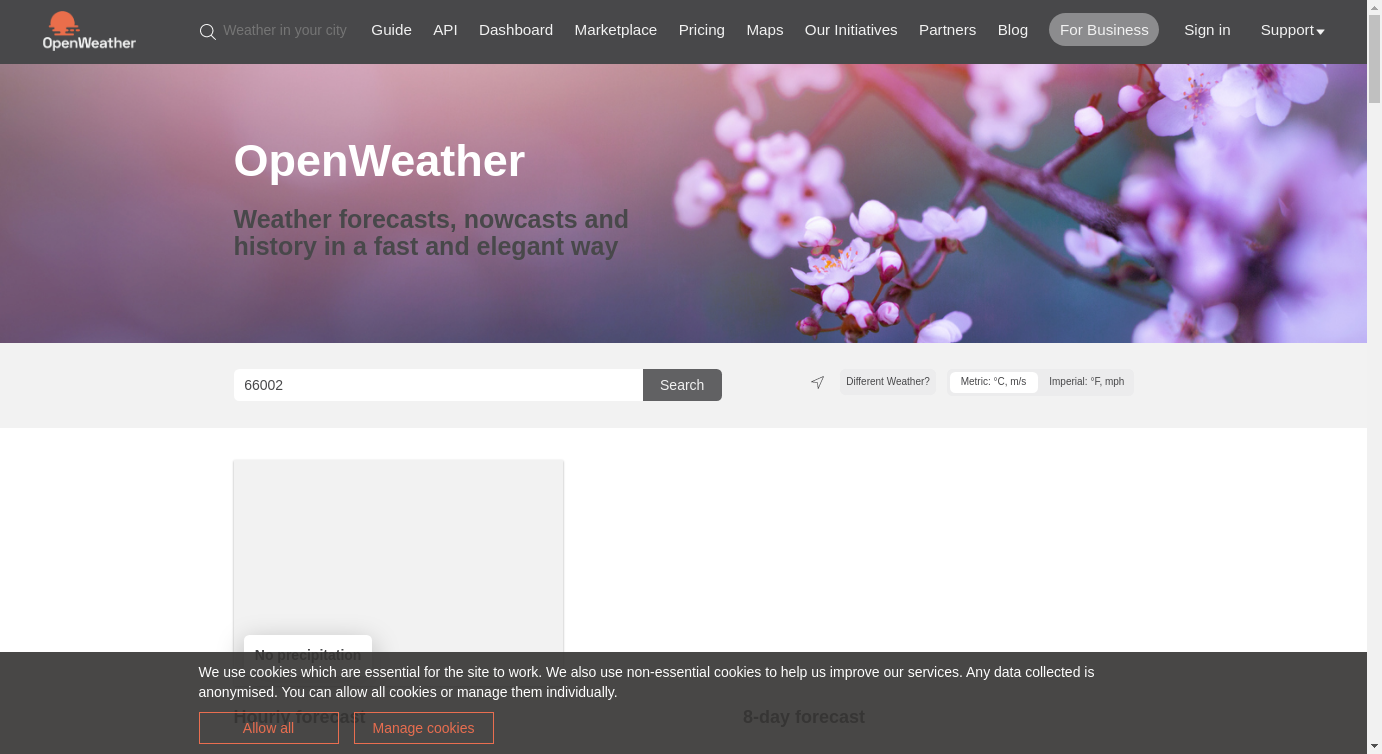 OpenWeather
Weather in your city
Guide
API
Dashboard
Marketplace
Pricing
Maps
Our Initiatives
Partners
Blog
For Business
Sign in
Support
OpenWeather
Weather forecasts, nowcasts and
history in a fast and elegant way
66002
Search
Different Weather?
Metric: °C, m/s
Imperial: °F, mph
No precipitation
We use cookies which are essential for the site to work. We also use non-essential cookies to help us improve our services. Any data collected is
anonymised. You can allow all cookies or manage them individually.
Hourly forecast
8-day forecast
Allow all
Manage cookies